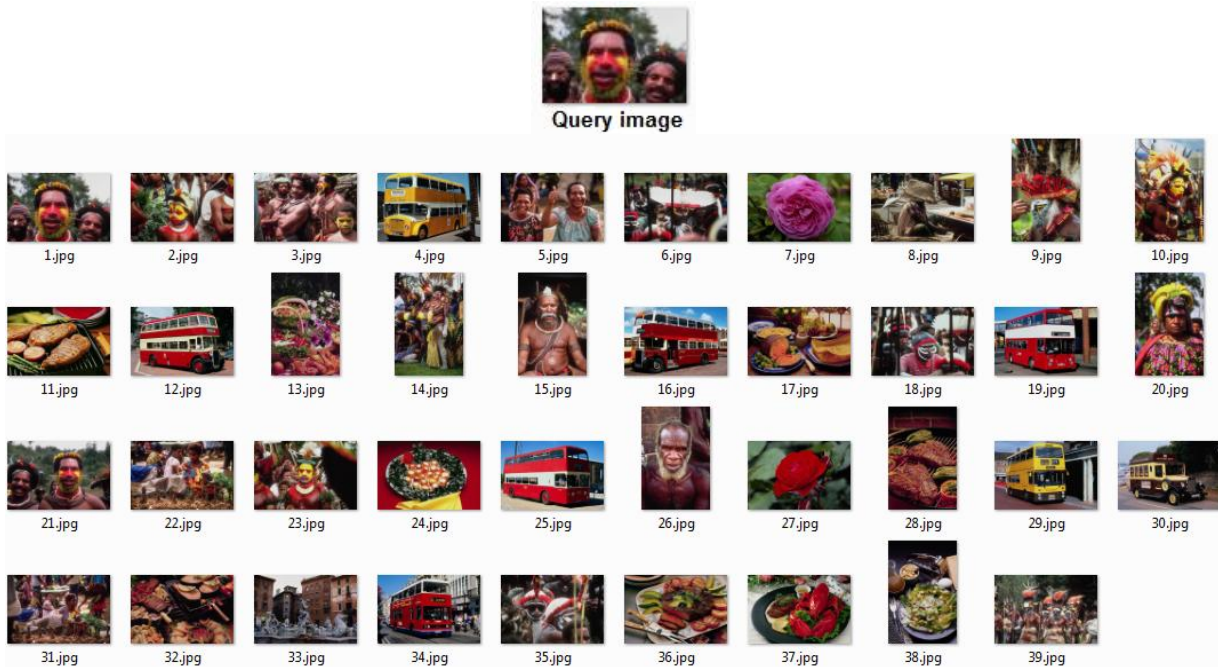 Query image
1.jpg 2.jpg 3.jpg 4.jpg 5.jpg 6.jpg 7.jpg 8.jpg 9.jpg 10.jpg
11.jpg 12.jpg 13.jpg 14.jpg 15.jpg 16.jpg 17.jpg 18.jpg 19.jpg 20.jpg
21.jpg 22.jpg 23.jpg 24.jpg 25.jpg 26.jpg 27.jpg 28.jpg 29.jpg 30.jpg
31.jpg 32.jpg 33.jpg 34.jpg 35.jpg 36.jpg 37.jpg 38.jpg 39.jpg